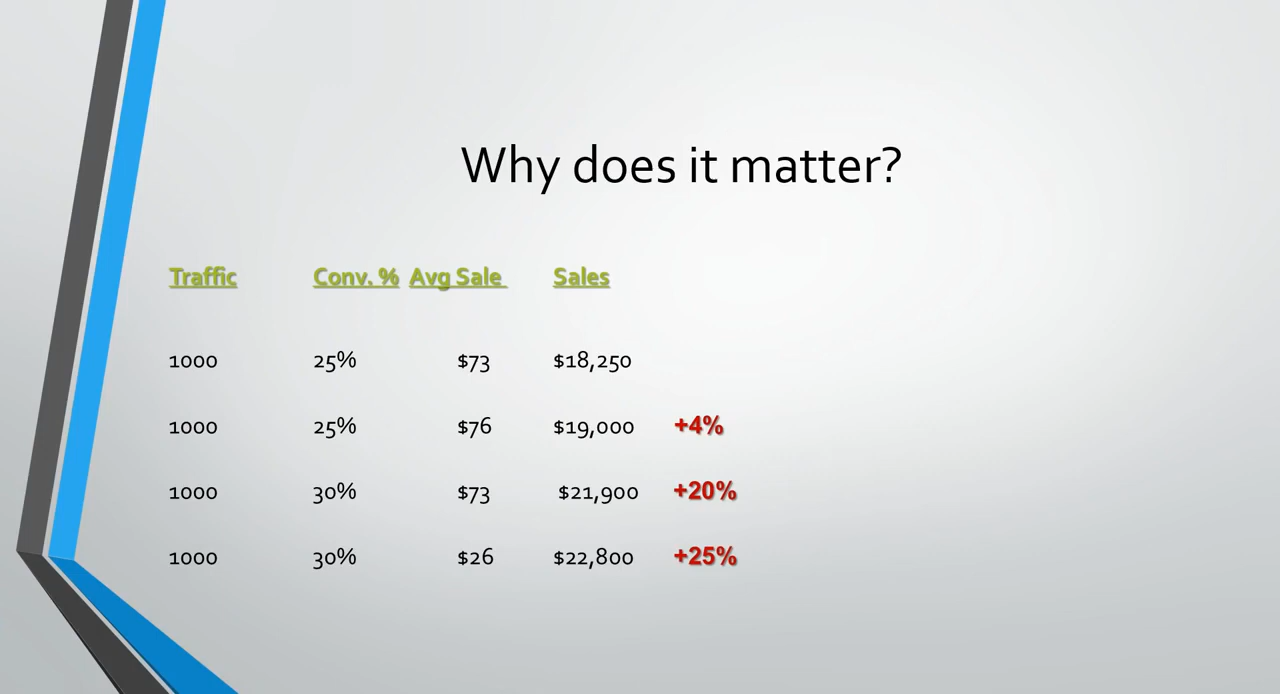 Why does it matter?
Traffic Conv. % Avg Sale Sales
1000 25% $73 $18,250
1000 25% $76 $19,000 +4%
1000 30% $73 $21,900 +20%
1000 30% $26 $22,800 +25%